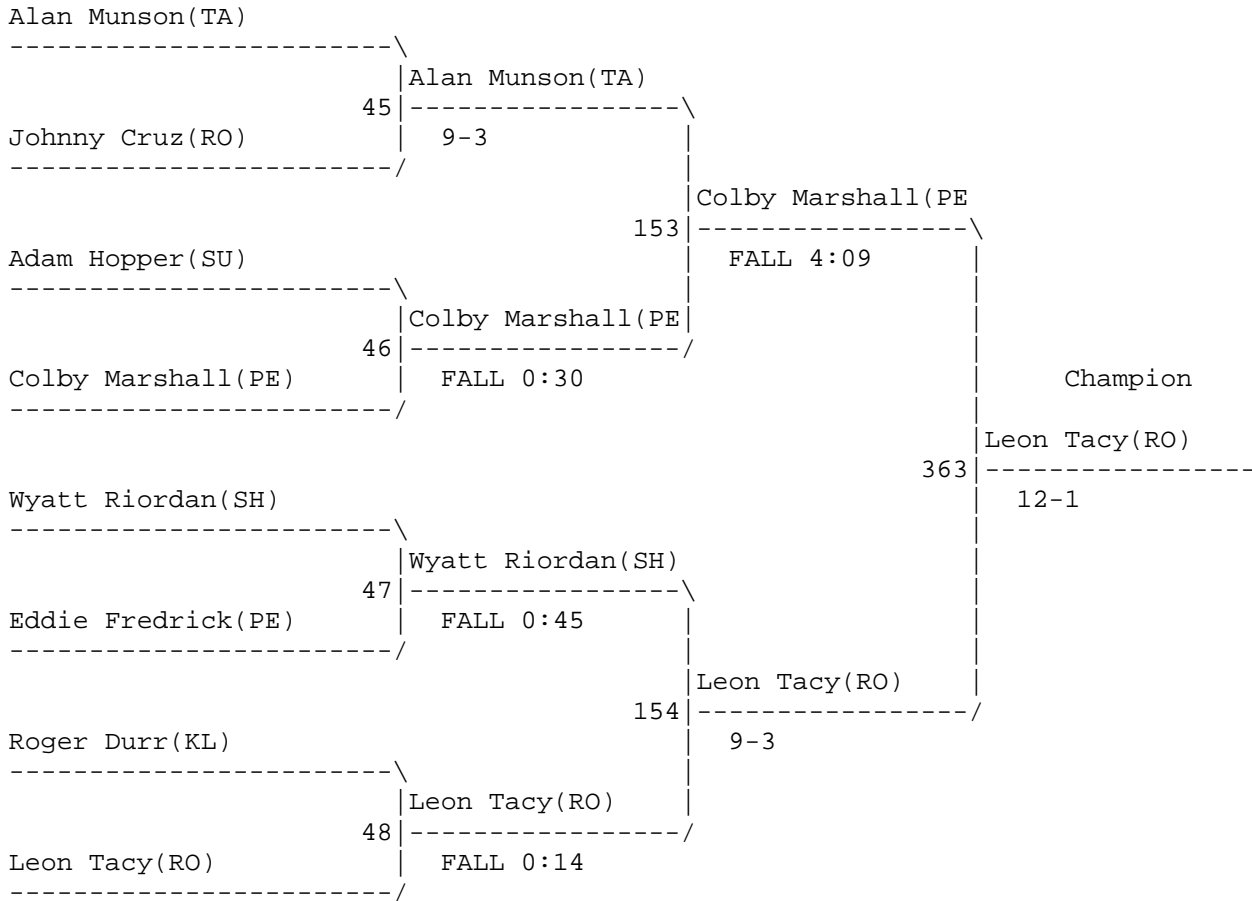 Alan Munson(TA)
Alan Munson(TA)
45
Johnny Cruz(RO) 9-3
Colby Marshall(PE
153
Adam Hopper(SU) FALL 4:09
Colby Marshall(PE
46
Colby Marshall(PE) FALL 0:30 Champion
Leon Tacy(RO)
363
Wyatt Riordan(SH) 12-1
Wyatt Riordan(SH)
47
Eddie Fredrick(PE) FALL 0:45
Leon Tacy(RO)
154
Roger Durr(KL) 9-3
Leon Tacy(RO)
48
Leon Tacy(RO) FALL 0:14